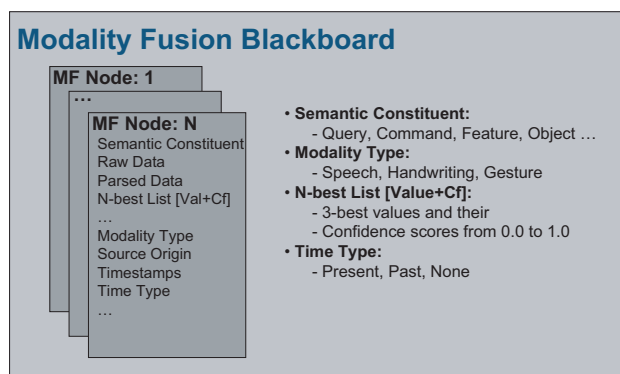 Modality Fusion Blackboard
MF Node: 1
…
MF Node: N
Semantic Constituent
Raw Data
Parsed Data
N-best List [Val+Cf]
…
Modality Type
Source Origin
Timestamps
Time Type
…
• Semantic Constituent:
- Query, Command, Feature, Object …
• Modality Type:
- Speech, Handwriting, Gesture
• N-best List [Value+Cf]:
- 3-best values and their
- Confidence scores from 0.0 to 1.0
• Time Type:
- Present, Past, None